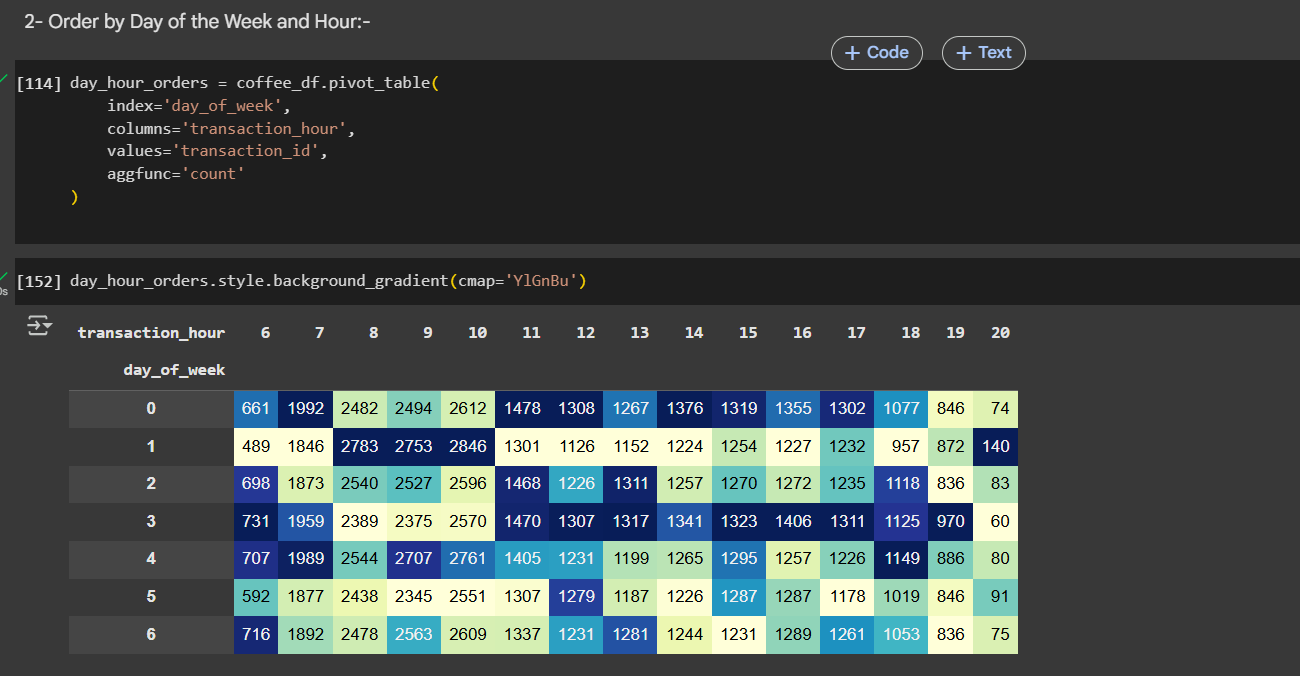 2- Order by Day of the Week and Hour:-
+ Code + Text
[114] day_hour_orders = coffee_df.pivot_table(
index='day_of_week',
columns='transaction_hour',
values='transaction_id',
aggfunc='count'
)
[152] day_hour_orders.style.background_gradient(cmap='YlGnBu')
0s
transaction_hour 6 7 8 9 10 11 12 13 14 15 16 17 18 19 20
day_of_week
0 661 1992 2482 2494 2612 1478 1308 1267 1376 1319 1355 1302 1077 846 74
1 489 1846 2783 2753 2846 1301 1126 1152 1224 1254 1227 1232 957 872 140
2 698 1873 2540 2527 2596 1468 1226 1311 1257 1270 1272 1235 1118 836 83
3 731 1959 2389 2375 2570 1470 1307 1317 1341 1323 1406 1311 1125 970 60
4 707 1989 2544 2707 2761 1405 1231 1199 1265 1295 1257 1226 1149 886 80
5 592 1877 2438 2345 2551 1307 1279 1187 1226 1287 1287 1178 1019 846 91
6 716 1892 2478 2563 2609 1337 1231 1281 1244 1231 1289 1261 1053 836 75